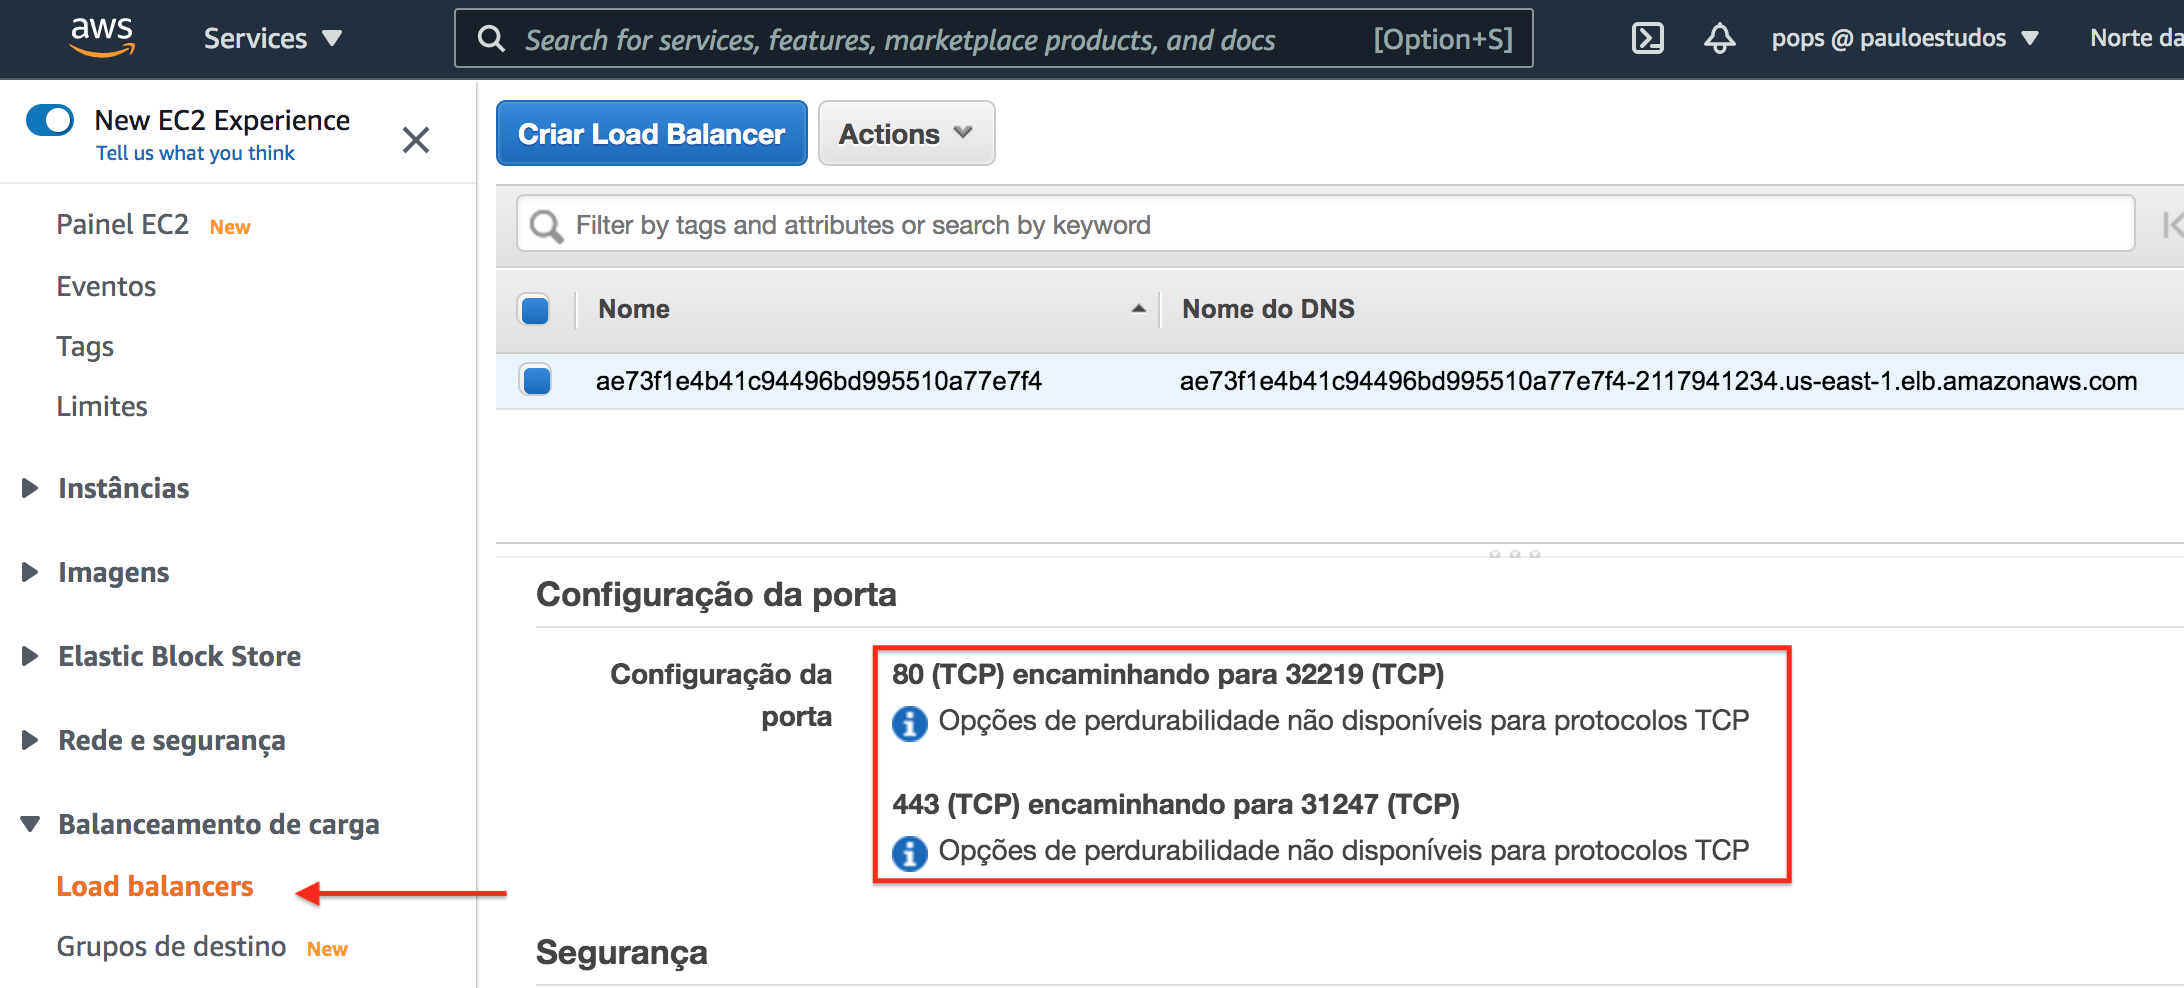 aws
Services
Search for services, features, marketplace products, and docs
[Option+S]
pops @ pauloestudos
Norte da
New EC2 Experience
Tell us what you think
Painel EC2 New
Eventos
Tags
Limites
Instâncias
Imagens
Elastic Block Store
Rede e segurança
Balanceamento de carga
Load balancers
Grupos de destino New
Criar Load Balancer
Actions
Filter by tags and attributes or search by keyword
Nome
Nome do DNS
ae73f1e4b41c94496bd995510a77e7f4
ae73f1e4b41c94496bd995510a77e7f4-2117941234.us-east-1.elb.amazonaws.com
Configuração da porta
Configuração da
porta
80 (TCP) encaminhando para 32219 (TCP)
Opções de perdurabilidade não disponíveis para protocolos TCP
443 (TCP) encaminhando para 31247 (TCP)
Opções de perdurabilidade não disponíveis para protocolos TCP
Segurança